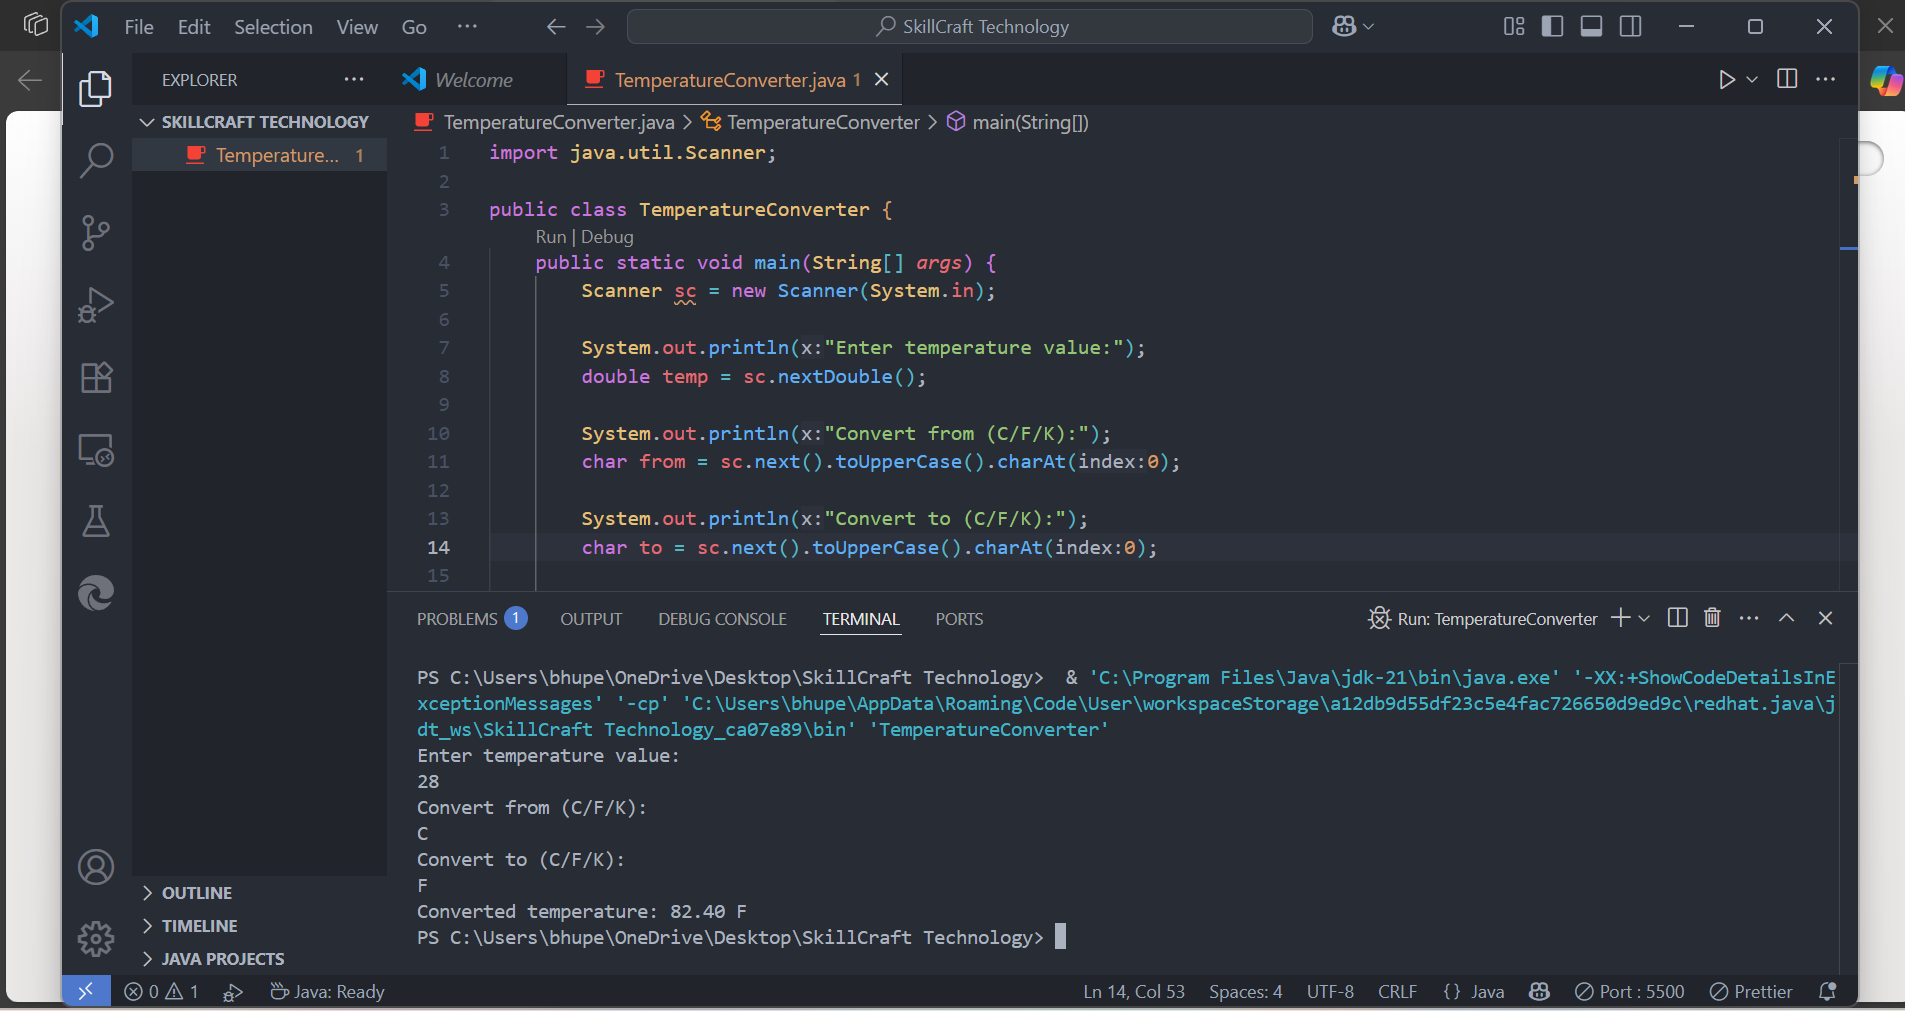 File Edit Selection View Go ··· SkillCraft Technology
EXPLORER ···
Welcome
TemperatureConverter.java 1
SKILLCRAFT TECHNOLOGY
Temperature... 1
TemperatureConverter.java > TemperatureConverter > main(String[])
1 import java.util.Scanner;
2
3 public class TemperatureConverter {
Run | Debug
4 public static void main(String[] args) {
5 Scanner sc = new Scanner(System.in);
6
7 System.out.println(x:"Enter temperature value:");
8 double temp = sc.nextDouble();
9
10 System.out.println(x:"Convert from (C/F/K):");
11 char from = sc.next().toUpperCase().charAt(index:0);
12
13 System.out.println(x:"Convert to (C/F/K):");
14 char to = sc.next().toUpperCase().charAt(index:0);
15
PROBLEMS 1 OUTPUT DEBUG CONSOLE TERMINAL PORTS Run: TemperatureConverter
PS C:\Users\bhupe\OneDrive\Desktop\SkillCraft Technology> & 'C:\Program Files\Java\jdk-21\bin\java.exe' '-XX:+ShowCodeDetailsInE
xceptionMessages' '-cp' 'C:\Users\bhupe\AppData\Roaming\Code\User\workspaceStorage\a12db9d55df23c5e4fac726650d9ed9c\redhat.java\j
dt_ws\SkillCraft Technology_ca07e89\bin' 'TemperatureConverter'
Enter temperature value:
28
Convert from (C/F/K):
C
Convert to (C/F/K):
F
Converted temperature: 82.40 F
PS C:\Users\bhupe\OneDrive\Desktop\SkillCraft Technology>
OUTLINE
TIMELINE
JAVA PROJECTS
0 1 Java: Ready Ln 14, Col 53 Spaces: 4 UTF-8 CRLF {} Java Port : 5500 Prettier